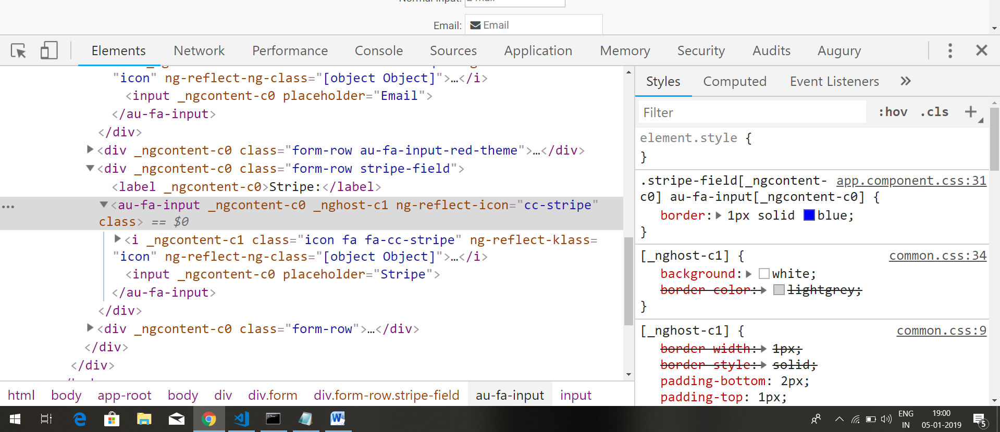 Normal input:
Email:
Email
Elements Network Performance Console Sources Application Memory Security Audits Augury
"icon" ng-reflect-ng-class="[object Object]">…</i>
<input _ngcontent-c0 placeholder="Email">
</au-fa-input>
</div>
<div _ngcontent-c0 class="form-row au-fa-input-red-theme">…</div>
<div _ngcontent-c0 class="form-row stripe-field">
<label _ngcontent-c0>Stripe:</label>
<au-fa-input _ngcontent-c0 _nghost-c1 ng-reflect-icon="cc-stripe"
class> == $0
<i _ngcontent-c1 class="icon fa fa-cc-stripe" ng-reflect-klass=
"icon" ng-reflect-ng-class="[object Object]">…</i>
<input _ngcontent-c0 placeholder="Stripe">
</au-fa-input>
</div>
<div _ngcontent-c0 class="form-row">…</div>
</div>
</div>
html body app-root body div div.form div.form-row.stripe-field au-fa-input input
Styles Computed Event Listeners »
Filter :hov .cls +
element.style {
}
.stripe-field[_ngcontent- app.component.css:31
c0] au-fa-input[_ngcontent-c0] {
border: 1px solid blue;
}
[_nghost-c1] { common.css:34
background: white;
border-color: lightgrey;
}
[_nghost-c1] { common.css:9
border-width: 1px;
border-style: solid;
padding-bottom: 2px;
padding-top: 1px;
ENG
IN
19:00
05-01-2019
5